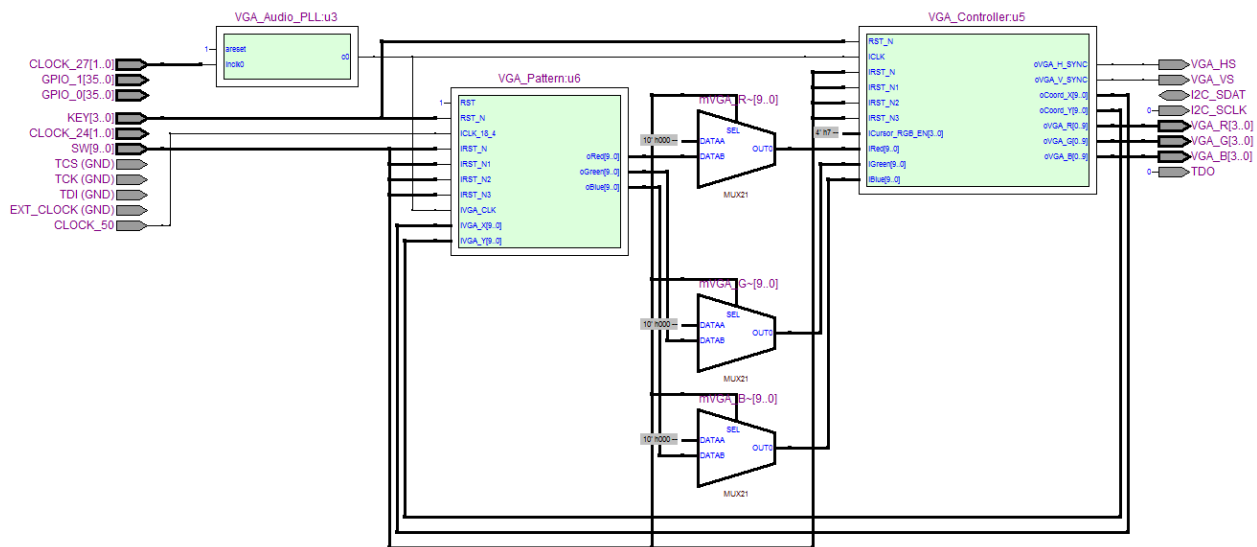 VGA_Audio_PLL:u3
1
areset
inclk0
c0
CLOCK_27[1..0]
GPIO_1[35..0]
GPIO_0[35..0]
KEY[3..0]
CLOCK_24[1..0]
SW[9..0]
TCS (GND)
TCK (GND)
TDI (GND)
EXT_CLOCK (GND)
CLOCK_50
VGA_Pattern:u6
1
RST
RST_N
ICLK_18_4
IRST_N
IRST_N1
IRST_N2
IRST_N3
IVGA_CLK
IVGA_X[9..0]
IVGA_Y[9..0]
oRed[9..0]
oGreen[9..0]
oBlue[9..0]
mVGA_R~[9..0]
SEL
10' h000
DATAA
DATAB
OUT0
MUX21
mVGA_G~[9..0]
SEL
10' h000
DATAA
DATAB
OUT0
MUX21
mVGA_B~[9..0]
SEL
10' h000
DATAA
DATAB
OUT0
MUX21
VGA_Controller:u5
RST_N
ICLK
IRST_N
IRST_N1
IRST_N2
IRST_N3
4' h7
ICursor_RGB_EN[3..0]
IRed[9..0]
IGreen[9..0]
IBlue[9..0]
oVGA_H_SYNC
oVGA_V_SYNC
oCoord_X[9..0]
oCoord_Y[9..0]
oVGA_R[0..9]
oVGA_G[0..9]
oVGA_B[0..9]
VGA_HS
VGA_VS
I2C_SDAT
0
I2C_SCLK
VGA_R[3..0]
VGA_G[3..0]
VGA_B[3..0]
0
TDO